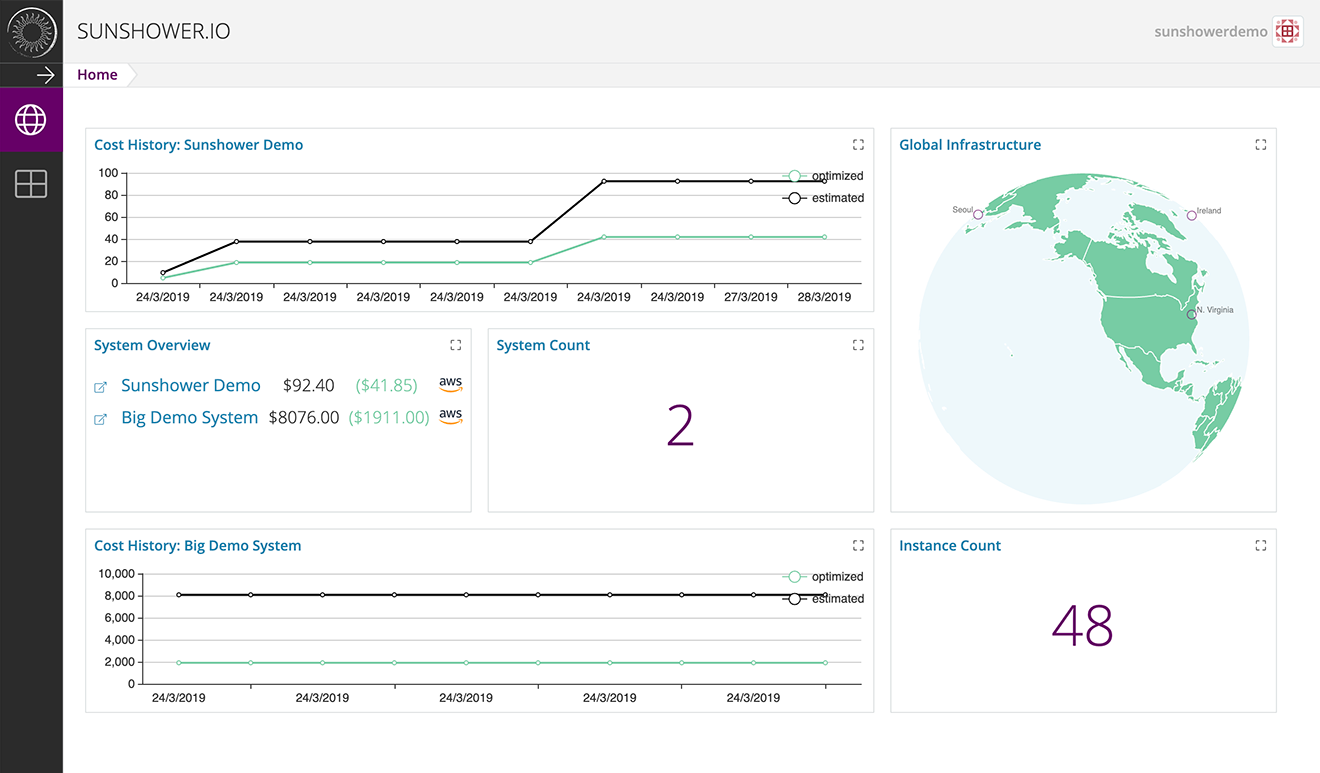 SUNSHOWER.IO
sunshowerdemo
Home
Cost History: Sunshower Demo
100
80
60
40
20
0
optimized
estimated
24/3/2019 24/3/2019 24/3/2019 24/3/2019 24/3/2019 24/3/2019 24/3/2019 24/3/2019 27/3/2019 28/3/2019
Global Infrastructure
Seoul
Ireland
N. Virginia
System Overview
Sunshower Demo $92.40 ($41.85) aws
Big Demo System $8076.00 ($1911.00) aws
System Count
2
Cost History: Big Demo System
10,000
8,000
6,000
4,000
2,000
0
optimized
estimated
24/3/2019 24/3/2019 24/3/2019 24/3/2019 24/3/2019
Instance Count
48